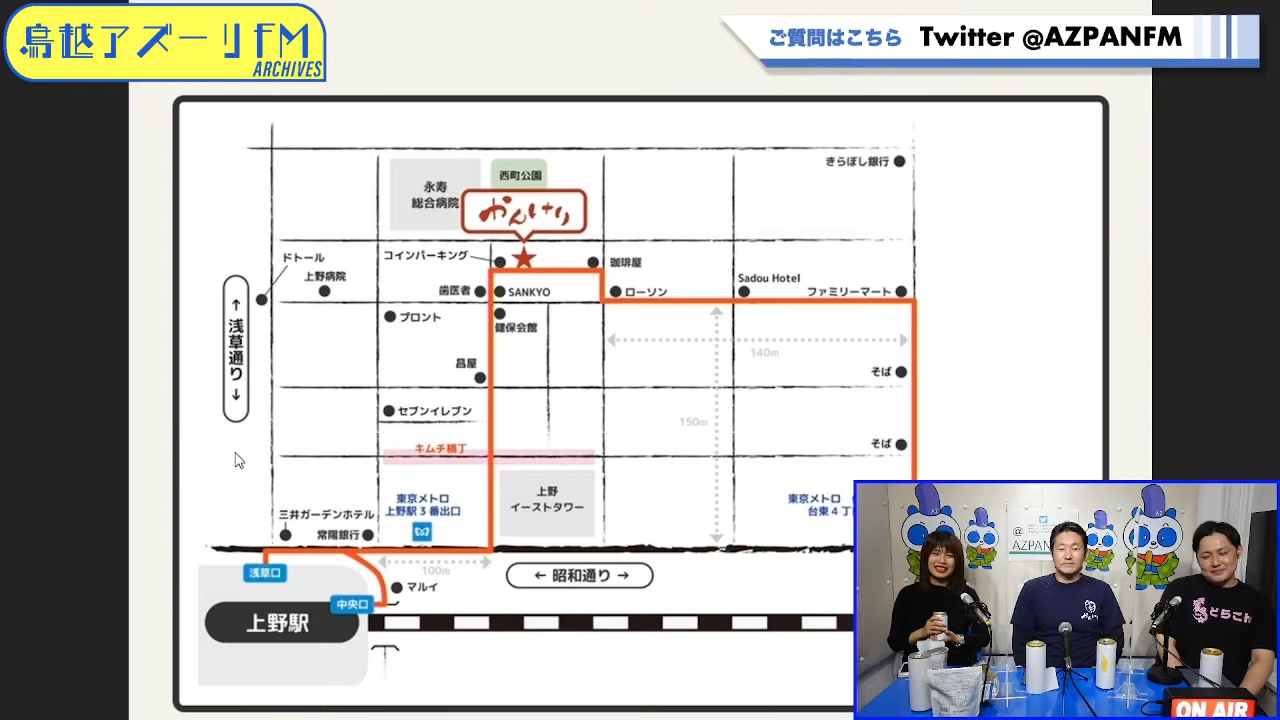 鳥越アズーリFM
ARCHIVES
ご質問はこちら Twitter @AZPANFM
きらぼし銀行
永寿
総合病院
西町公園
やんけり
ドトール
コインパーキング
珈琲屋
上野病院
Sadou Hotel
歯医者
SANKYO
ローソン
ファミリーマート
← 浅草通り →
プロント
健保会館
140m
昌屋
そば
セブンイレブン
150m
キムチ横丁
そば
東京メトロ
上野駅3番出口
上野
イーストタワー
東京メトロ
三井ガーデンホテル
常陽銀行
浅草口
100m
← 昭和通り →
マルイ
中央口
上野駅
@
AZPAN
どらごん
ON AIR